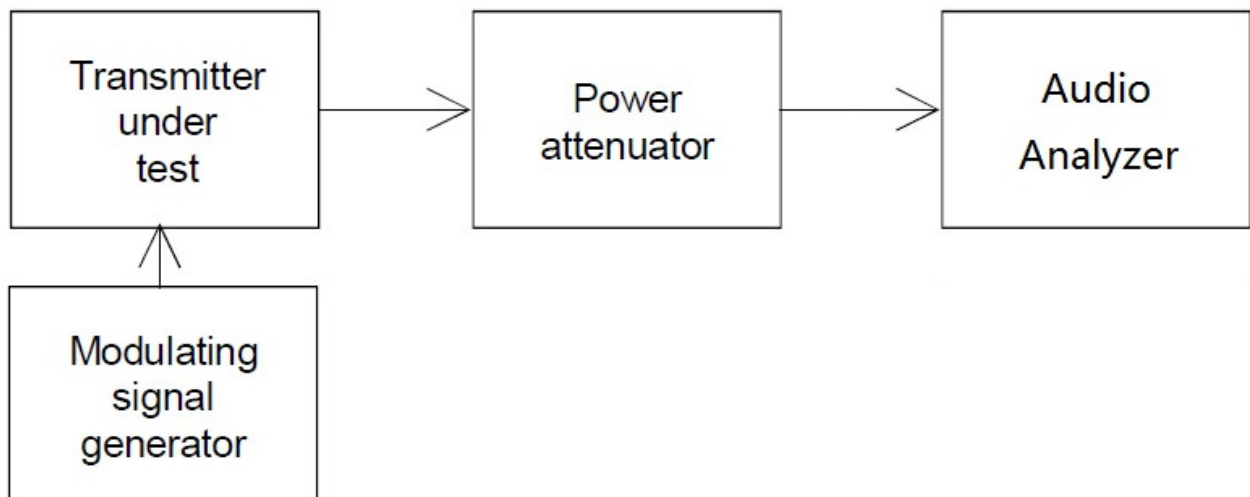 Transmitter
under
test
Power
attenuator
Audio
Analyzer
Modulating
signal
generator